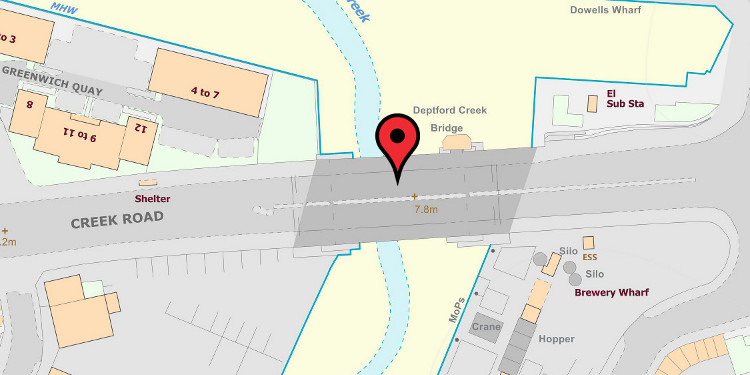 MHW
reek
Dowells Wharf
to 3
GREENWICH QUAY
4 to 7
8
9 to 11
12
Deptford Creek
Bridge
El
Sub Sta
Shelter
CREEK ROAD
7.8m
.2m
Silo
ESS
Silo
Brewery Wharf
MoPs
Crane
Hopper